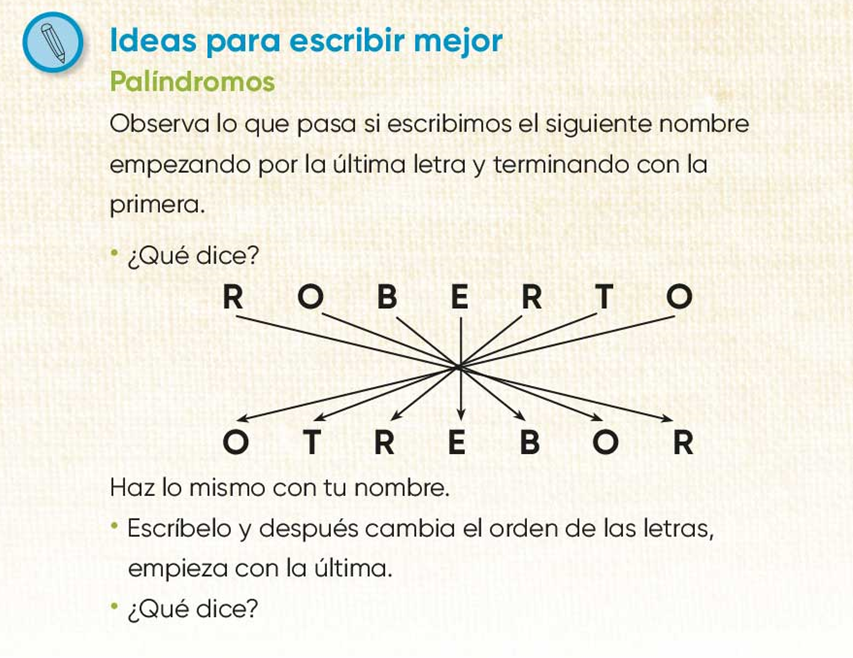 Ideas para escribir mejor
Palíndromos
Observa lo que pasa si escribimos el siguiente nombre
empezando por la última letra y terminando con la
primera.
• ¿Qué dice?
R O B E R T O
O T R E B O R
Haz lo mismo con tu nombre.
• Escríbelo y después cambia el orden de las letras,
empieza con la última.
• ¿Qué dice?